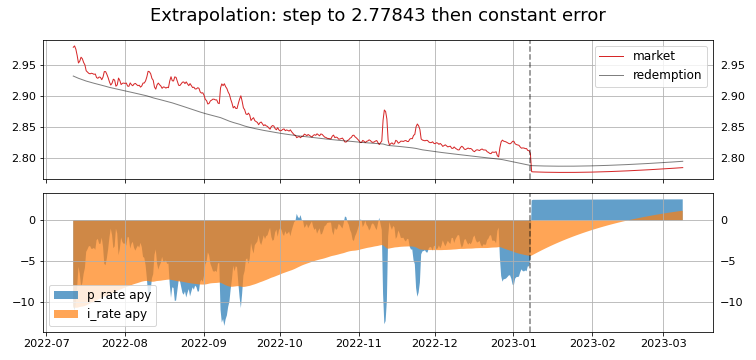 Extrapolation: step to 2.77843 then constant error
2.95
2.90
2.85
2.80
market
redemption
2.95
2.90
2.85
2.80
0
−5
−10
p_rate apy
i_rate apy
0
−5
−10
2022-07 2022-08 2022-09 2022-10 2022-11 2022-12 2023-01 2023-02 2023-03